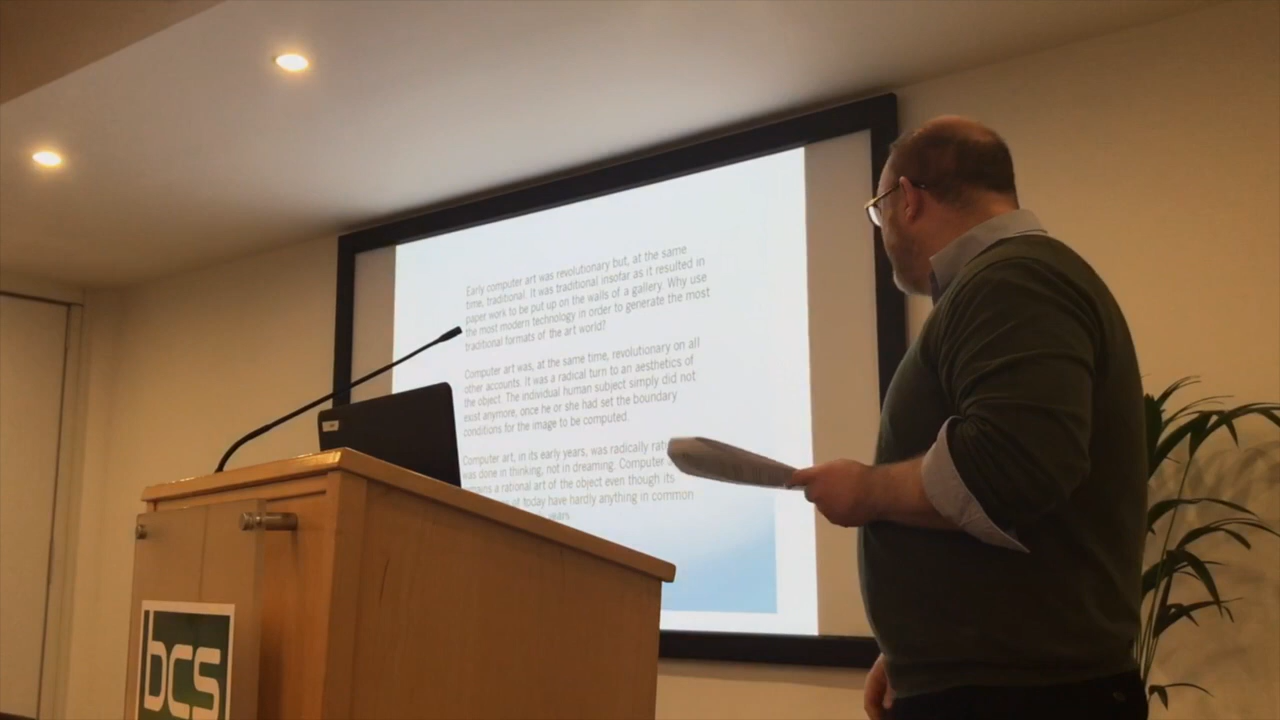 Early computer art was revolutionary but, at the same
time, traditional. It was traditional insofar as it resulted in
paper work to be put up on the walls of a gallery. Why use
the most modern technology in order to generate the most
traditional formats of the art world?
Computer art was, at the same time, revolutionary on all
other accounts. It was a radical turn to an aesthetics of
the object. The individual human subject simply did not
exist anymore, once he or she had set the boundary
conditions for the image to be computed.
Computer art, in its early years, was radically
was done in thinking, not in dreaming. Computer
a rational art of the object even though its
of today have hardly anything in common
years
bcs